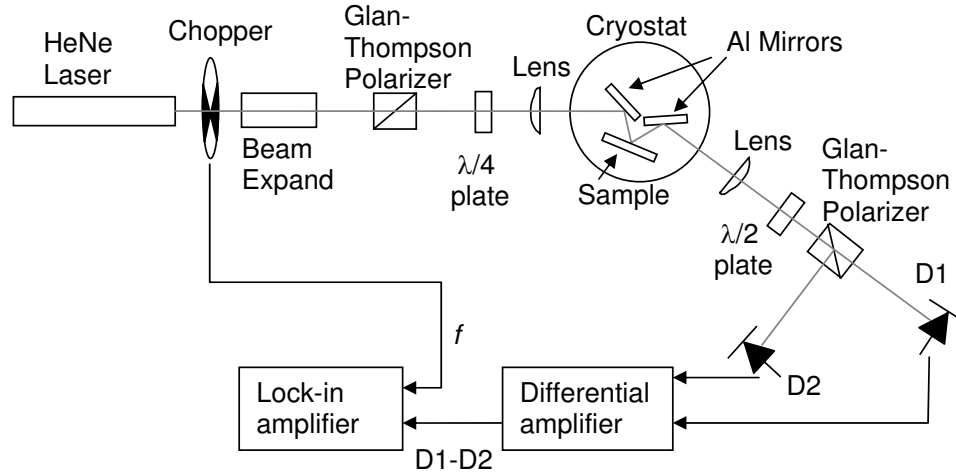 HeNe
Laser
Chopper
Beam
Expand
Glan-
Thompson
Polarizer
λ/4
plate
Lens
Cryostat
Al Mirrors
Sample
Lens
λ/2
plate
Glan-
Thompson
Polarizer
D1
D2
f
Lock-in
amplifier
D1-D2
Differential
amplifier